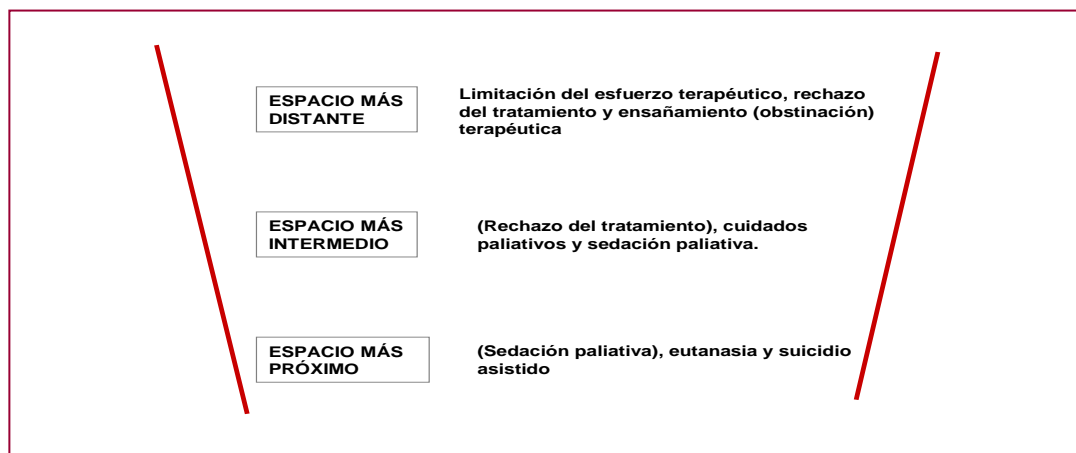 ESPACIO MÁS
DISTANTE
Limitación del esfuerzo terapéutico, rechazo
del tratamiento y ensañamiento (obstinación)
terapéutica
ESPACIO MÁS
INTERMEDIO
(Rechazo del tratamiento), cuidados
paliativos y sedación paliativa.
ESPACIO MÁS
PRÓXIMO
(Sedación paliativa), eutanasia y suicidio
asistido